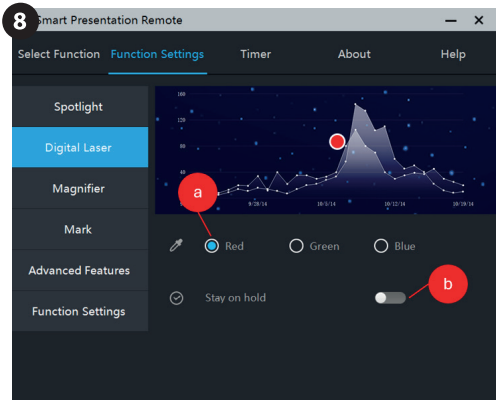 8
Smart Presentation Remote
Select Function Function Settings Timer About Help
Spotlight
Digital Laser
Magnifier
Mark
Advanced Features
Function Settings
160
120
80
40
9/28/14 10/5/14 10/12/14 10/19/14
a
Red Green Blue
b
Stay on hold